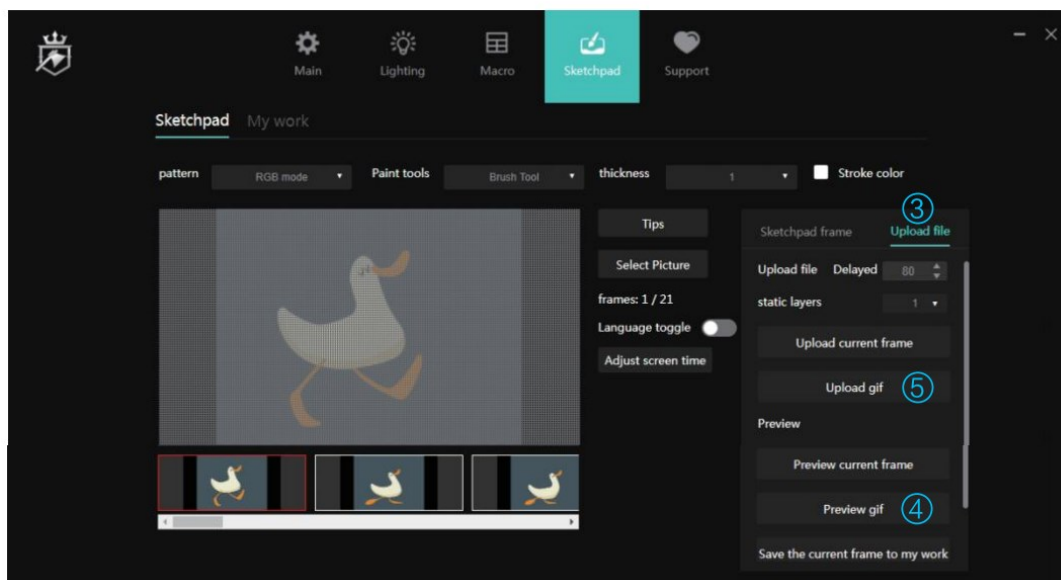 Main
Lighting
Macro
Sketchpad
Support
Sketchpad
My work
pattern
RGB mode
Paint tools
Brush Tool
thickness
1
Stroke color
③
Tips
Sketchpad frame
Upload file
Select Picture
Upload file
Delayed
80
frames: 1 / 21
static layers
1
Language toggle
Upload current frame
Adjust screen time
Upload gif
⑤
Preview
Preview current frame
Preview gif
④
Save the current frame to my work